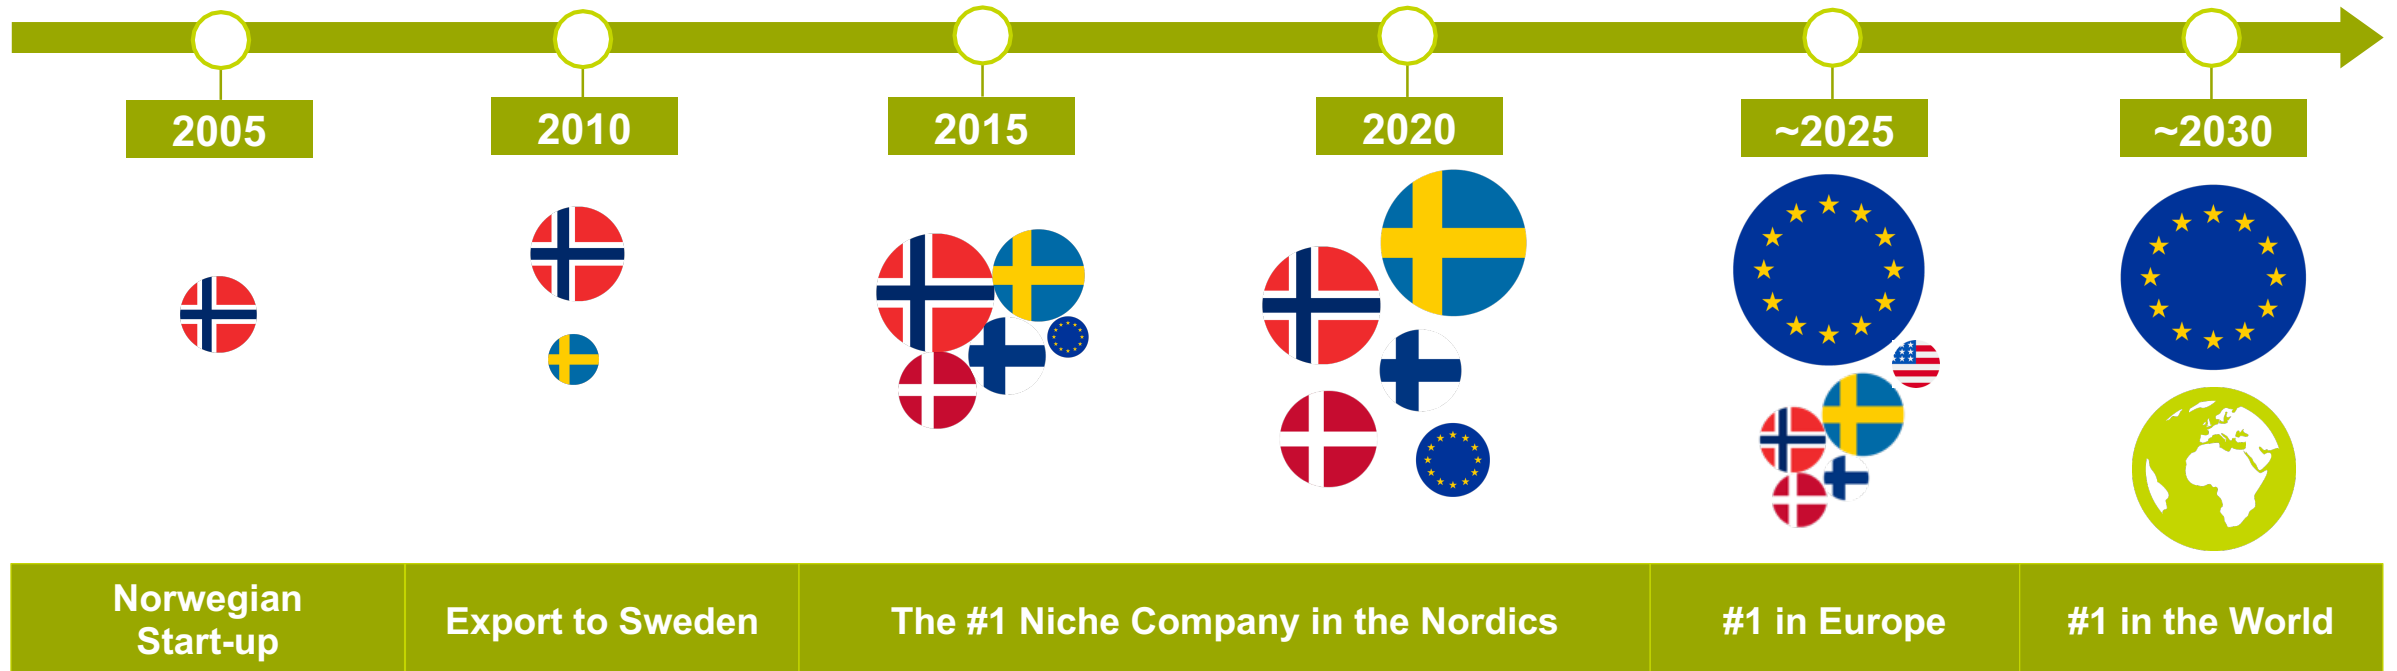 2005
2010
2015
2020
~2025
~2030
Norwegian
Start-up
Export to Sweden
The #1 Niche Company in the Nordics
#1 in Europe
#1 in the World